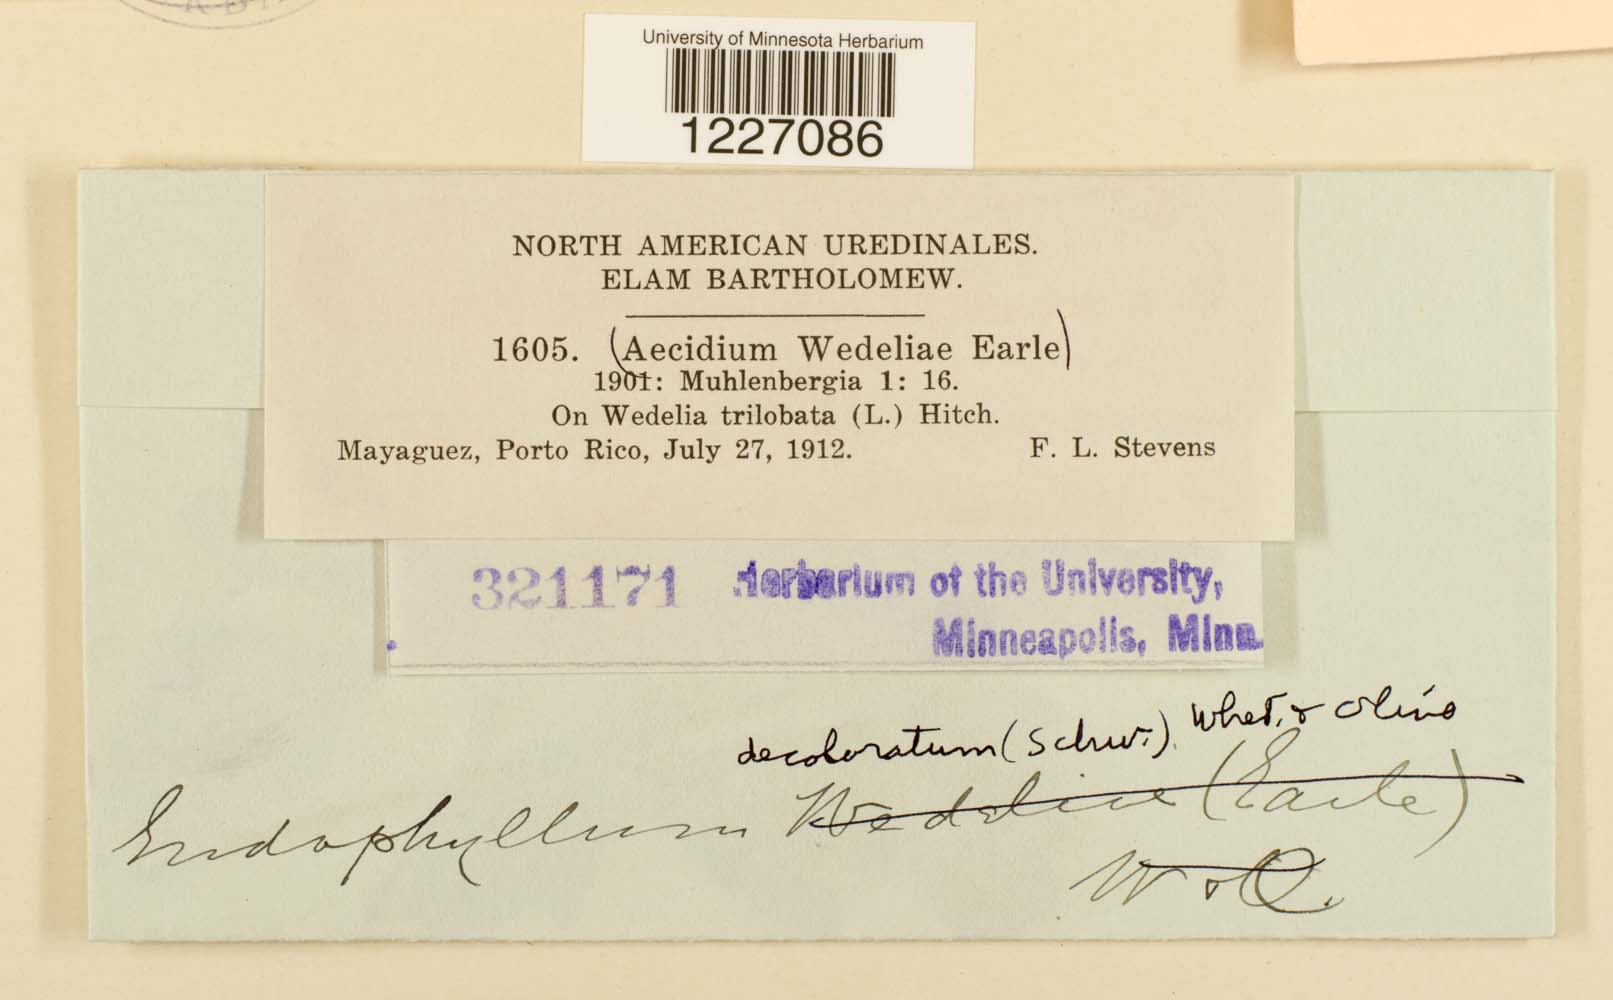 University of Minnesota Herbarium
1227086
NORTH AMERICAN UREDINALES.
ELAM BARTHOLOMEW.
1605. (Aecidium Wedeliae Earle)
1901: Muhlenbergia 1: 16.
On Wedelia trilobata (L.) Hitch.
Mayaguez, Porto Rico, July 27, 1912. F. L. Stevens
321171 Herbarium of the University,
Minneapolis, Minn.
decoloratum (Schw.) Whet. & Olive
Endophyllum Wedeliae (Earle)
W & O.